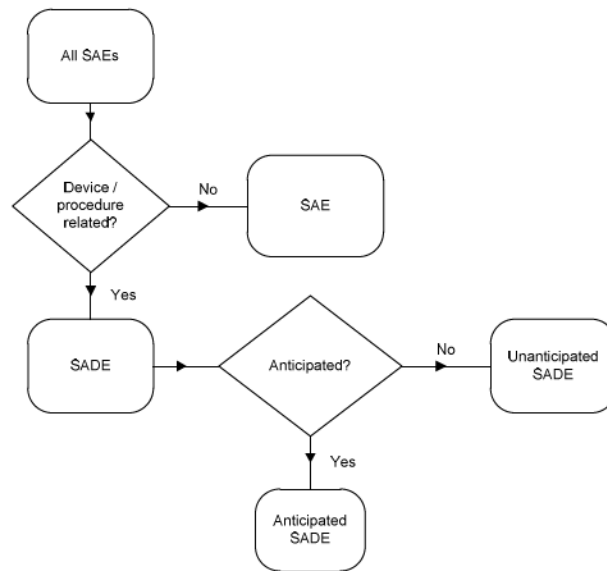 All SAEs
Device /
procedure
related?
No
SAE
Yes
SADE
Anticipated?
No
Unanticipated
SADE
Yes
Anticipated
SADE